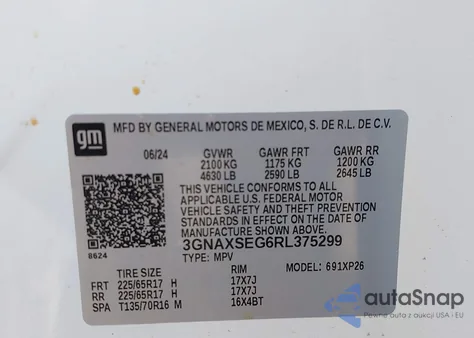 gm
MFD BY GENERAL MOTORS DE MEXICO, S. DE R.L. DE C.V.
06/24 GVWR GAWR FRT GAWR RR
2100 KG 1175 KG 1200 KG
4630 LB 2590 LB 2645 LB
THIS VEHICLE CONFORMS TO ALL
APPLICABLE U.S. FEDERAL MOTOR
VEHICLE SAFETY AND THEFT PREVENTION
STANDARDS IN EFFECT ON THE DATE
OF MANUFACTURE SHOWN ABOVE.
3GNAXSEG6RL375299
8624
TYPE: MPV
TIRE SIZE RIM MODEL: 691XP26
FRT 225/65R17 H 17X7J
RR 225/65R17 H 17X7J
SPA T135/70R16 M 16X4BT
autoSnap
Powered by xP26